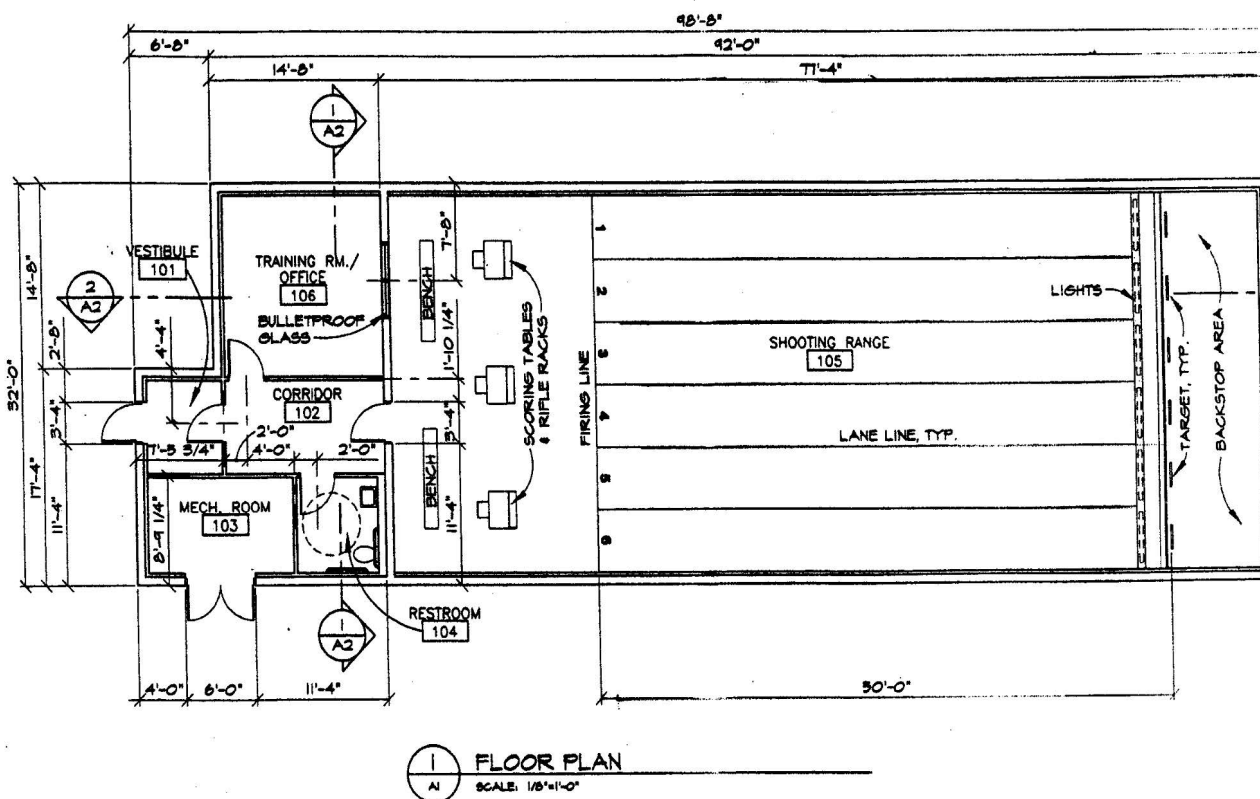 98'-8"
6'-8"
92'-0"
14'-8"
77'-4"
1
A2
32'-0"
14'-8"
17'-4"
2'-8"
3'-4"
11'-4"
VESTIBULE
101
2
A2
4'-4"
TRAINING RM./
OFFICE
106
BULLETPROOF
GLASS
7'-8"
BENCH
SCORING TABLES
& RIFLE RACKS
FIRING LINE
1
2
3
4
5
6
SHOOTING RANGE
105
LANE LINE, TYP.
LIGHTS
TARGET, TYP.
BACKSTOP AREA
CORRIDOR
102
2'-0"
7'-5 3/4"
4'-0"
2'-0"
3'-4"
11'-4"
BENCH
MECH. ROOM
103
8'-9 1/4"
RESTROOM
104
1
A2
4'-0"
6'-0"
11'-4"
50'-0"
1
A1
FLOOR PLAN
SCALE: 1/8"=1'-0"